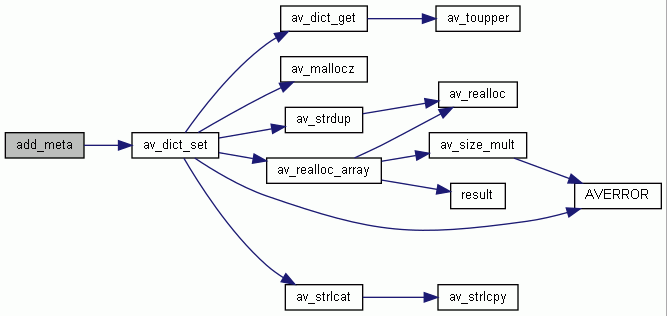 av_dict_get
av_toupper
av_mallocz
av_realloc
av_strdup
add_meta
av_dict_set
av_size_mult
av_realloc_array
result
AVERROR
av_strlcat
av_strlcpy